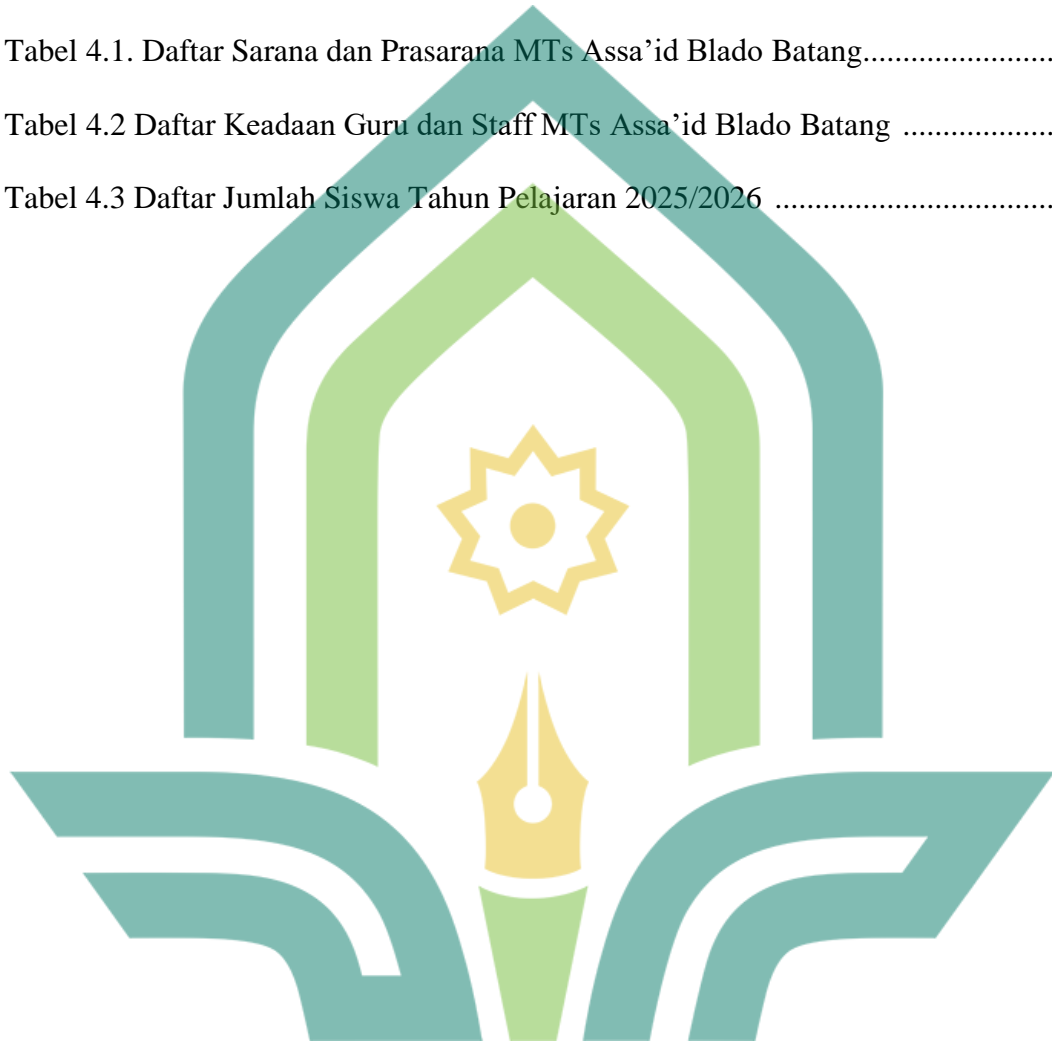 Tabel 4.1. Daftar Sarana dan Prasarana MTs Assa’id Blado Batang........................
Tabel 4.2 Daftar Keadaan Guru dan Staff MTs Assa’id Blado Batang ...................
Tabel 4.3 Daftar Jumlah Siswa Tahun Pelajaran 2025/2026 ...................................